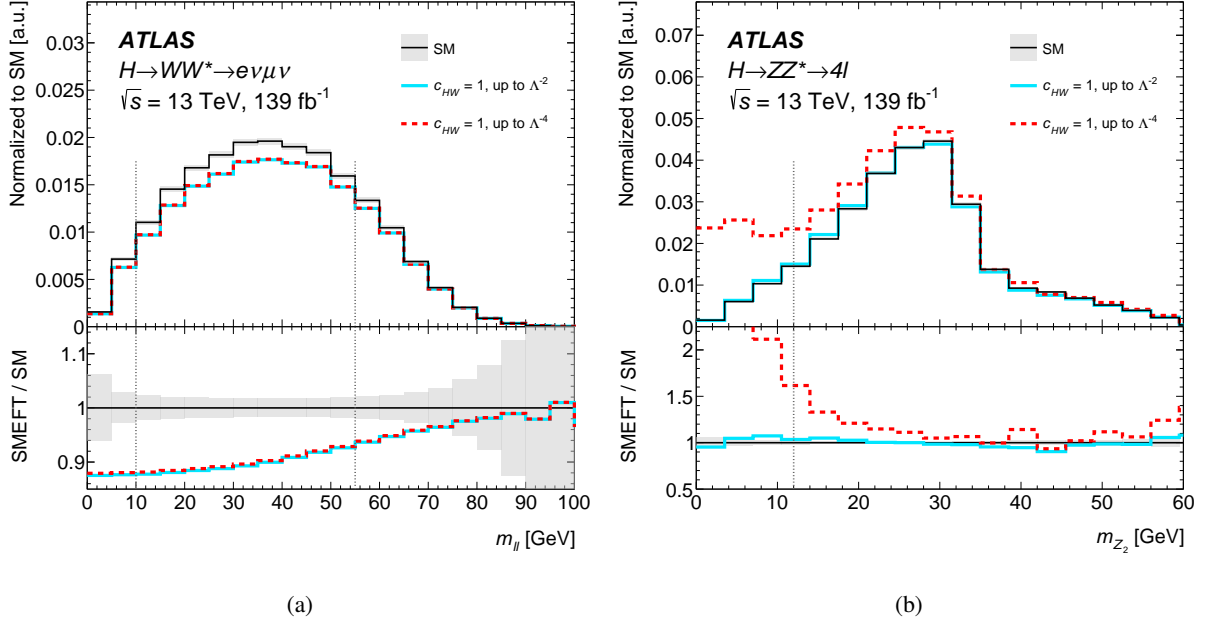 Normalized to SM [a.u.]
0.03
0.025
0.02
0.015
0.01
0.005
0
ATLAS
H→WW*→eνμν
√s = 13 TeV, 139 fb⁻¹
SM
c_HW = 1, up to Λ⁻²
c_HW = 1, up to Λ⁻⁴
SMEFT / SM
1.1
1
0.9
0 10 20 30 40 50 60 70 80 90 100
m_ll [GeV]
(a)
Normalized to SM [a.u.]
0.07
0.06
0.05
0.04
0.03
0.02
0.01
0
ATLAS
H→ZZ*→4l
√s = 13 TeV, 139 fb⁻¹
SM
c_HW = 1, up to Λ⁻²
c_HW = 1, up to Λ⁻⁴
SMEFT / SM
2
1.5
1
0.5
0 10 20 30 40 50 60
m_Z₂ [GeV]
(b)